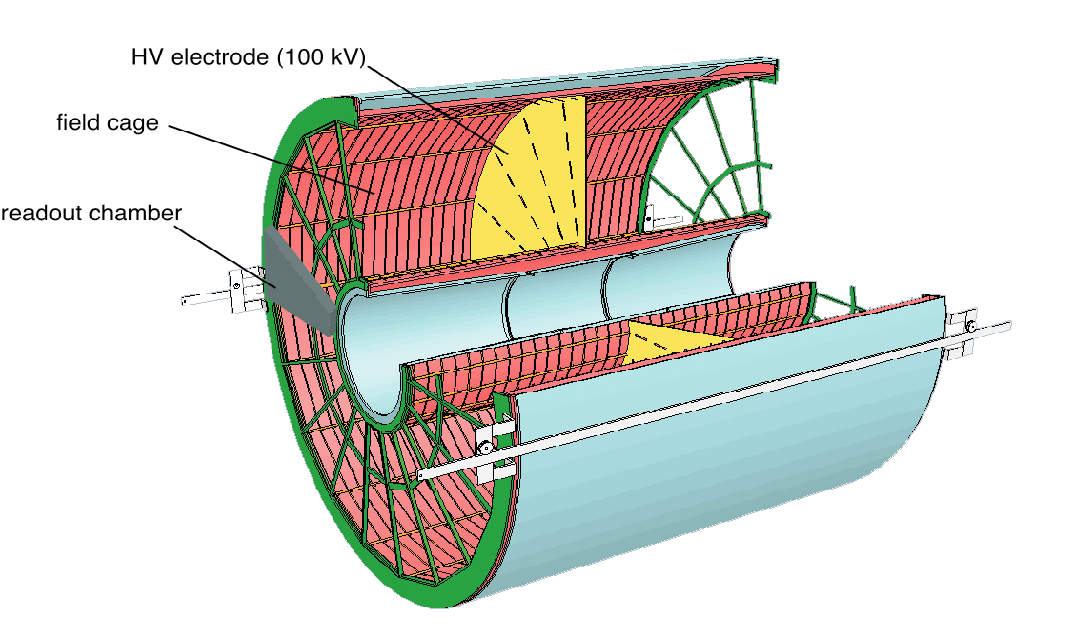 HV electrode (100 kV)
field cage
readout chamber